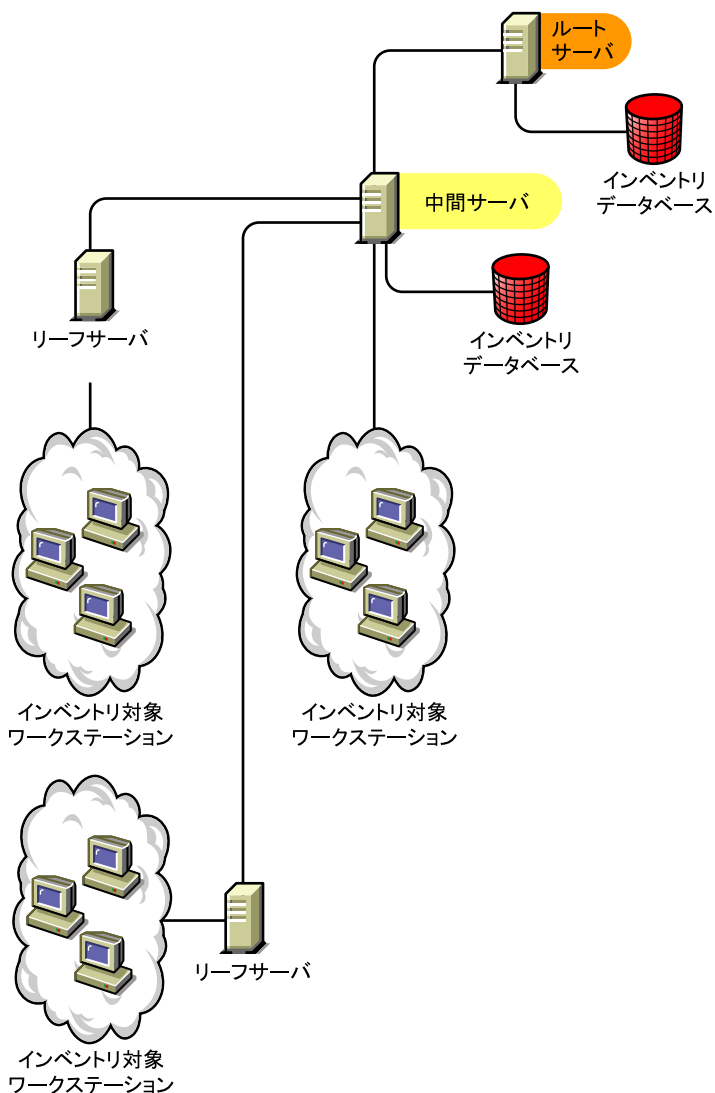 ルート
サーバ
インベントリ
データベース
中間サーバ
リーフサーバ
インベントリ
データベース
インベントリ対象
ワークステーション
インベントリ対象
ワークステーション
リーフサーバ
インベントリ対象
ワークステーション